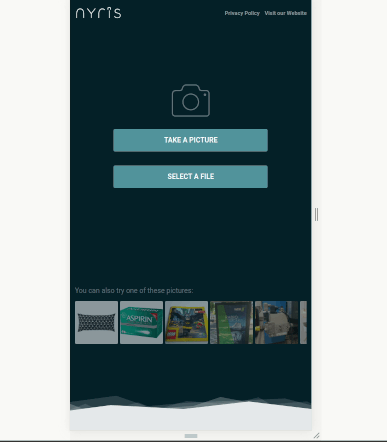 nyris
Privacy Policy Visit our Website
TAKE A PICTURE
SELECT A FILE
You can also try one of these pictures:
ASPIRIN